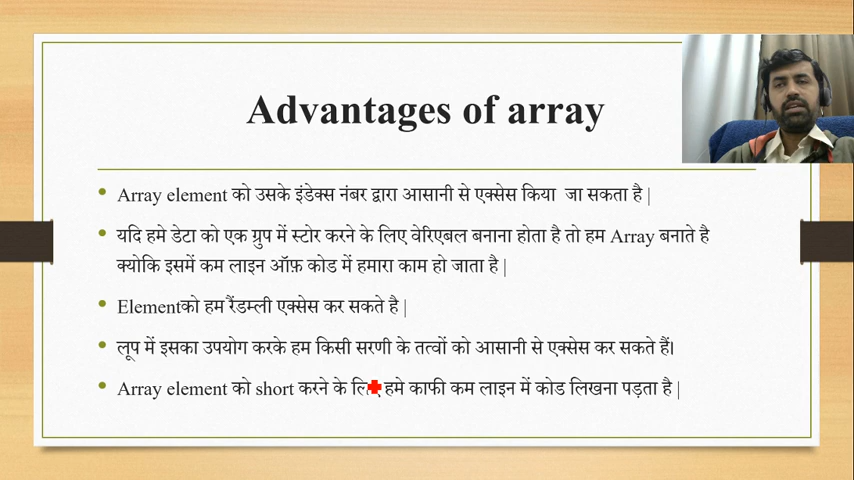 Advantages of array
Array element को उसके इंडेक्स नंबर द्वारा आसानी से एक्सेस किया जा सकता है |
यदि हमे डेटा को एक ग्रुप में स्टोर करने के लिए वेरिएबल बनाना होता है तो हम Array बनाते है
क्योकि इसमें कम लाइन ऑफ़ कोड में हमारा काम हो जाता है |
Elementको हम रैंडम्ली एक्सेस कर सकते है |
लूप में इसका उपयोग करके हम किसी सरणी के तत्वों को आसानी से एक्सेस कर सकते हैं।
Array element को short करने के लिए हमे काफी कम लाइन में कोड लिखना पड़ता है |